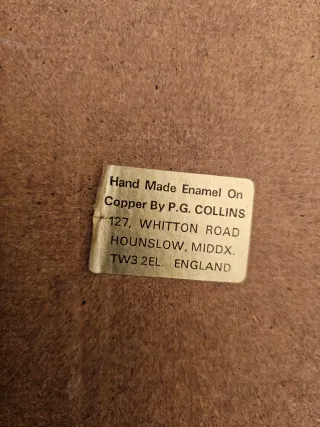 Hand Made Enamel On
Copper By P.G. COLLINS
127, WHITTON ROAD
HOUNSLOW, MIDDX.
TW3 2EL. ENGLAND